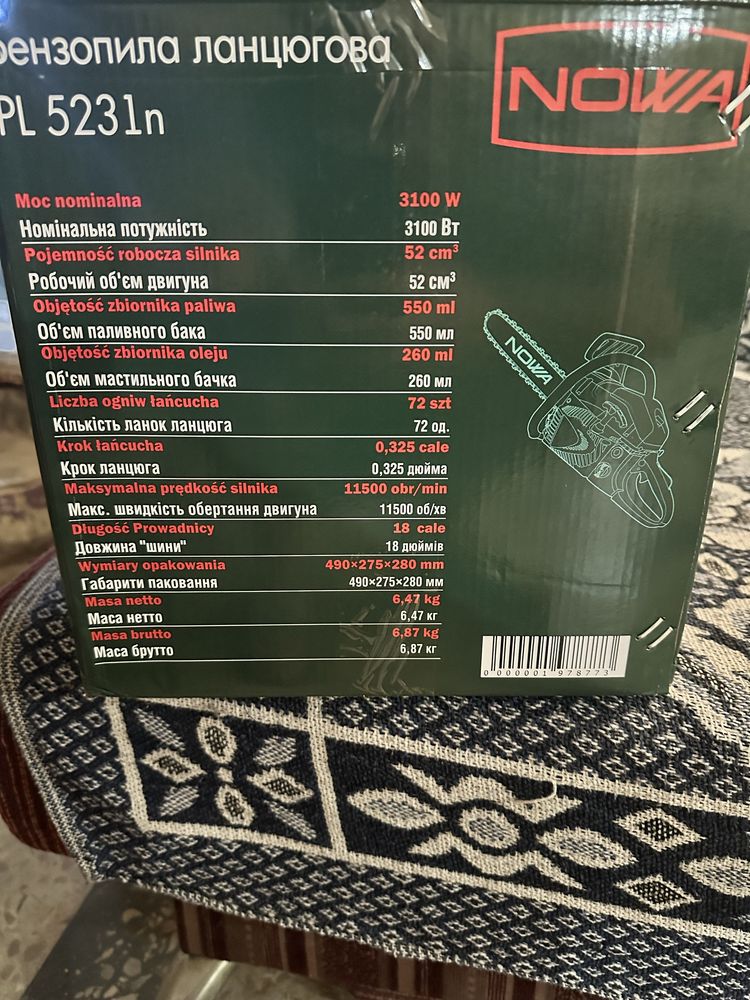 бензопила ланцюгова
NOWA
PL 5231n
Moc nominalna 3100 W
Номінальна потужність 3100 Вт
Pojemność robocza silnika 52 cm³
Робочий об'єм двигуна 52 см³
Objętość zbiornika paliwa 550 ml
Об'єм паливного бака 550 мл
Objętość zbiornika oleju 260 ml
Об'єм мастильного бачка 260 мл
Liczba ogniw łańcucha 72 szt
Кількість ланок ланцюга 72 од.
Krok łańcucha 0,325 cale
Крок ланцюга 0,325 дюйма
Maksymalna prędkość silnika 11500 obr/min
Макс. швидкість обертання двигуна 11500 об/хв
Długość Prowadnicy 18 cale
Довжина "шини" 18 дюймів
Wymiary opakowania 490×275×280 mm
Габарити паковання 490×275×280 мм
Masa netto 6,47 kg
Маса нетто 6,47 кг
Masa brutto 6,87 kg
Маса брутто 6,87 кг
NOWA
0 000001 978773